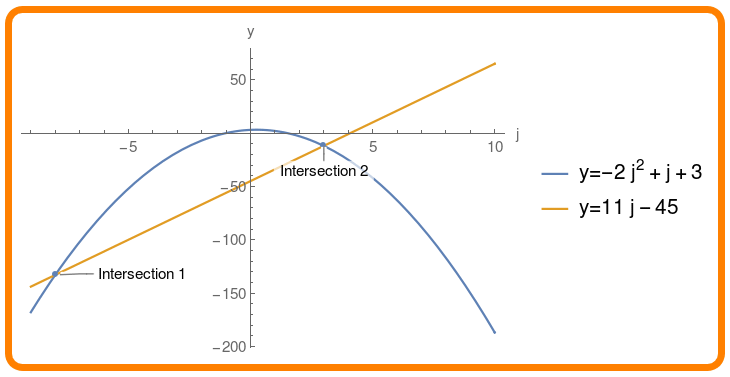 y
50
j
−5
5
10
Intersection 2
−50
−100
Intersection 1
−150
−200
y=−2 j² + j + 3
y=11 j − 45